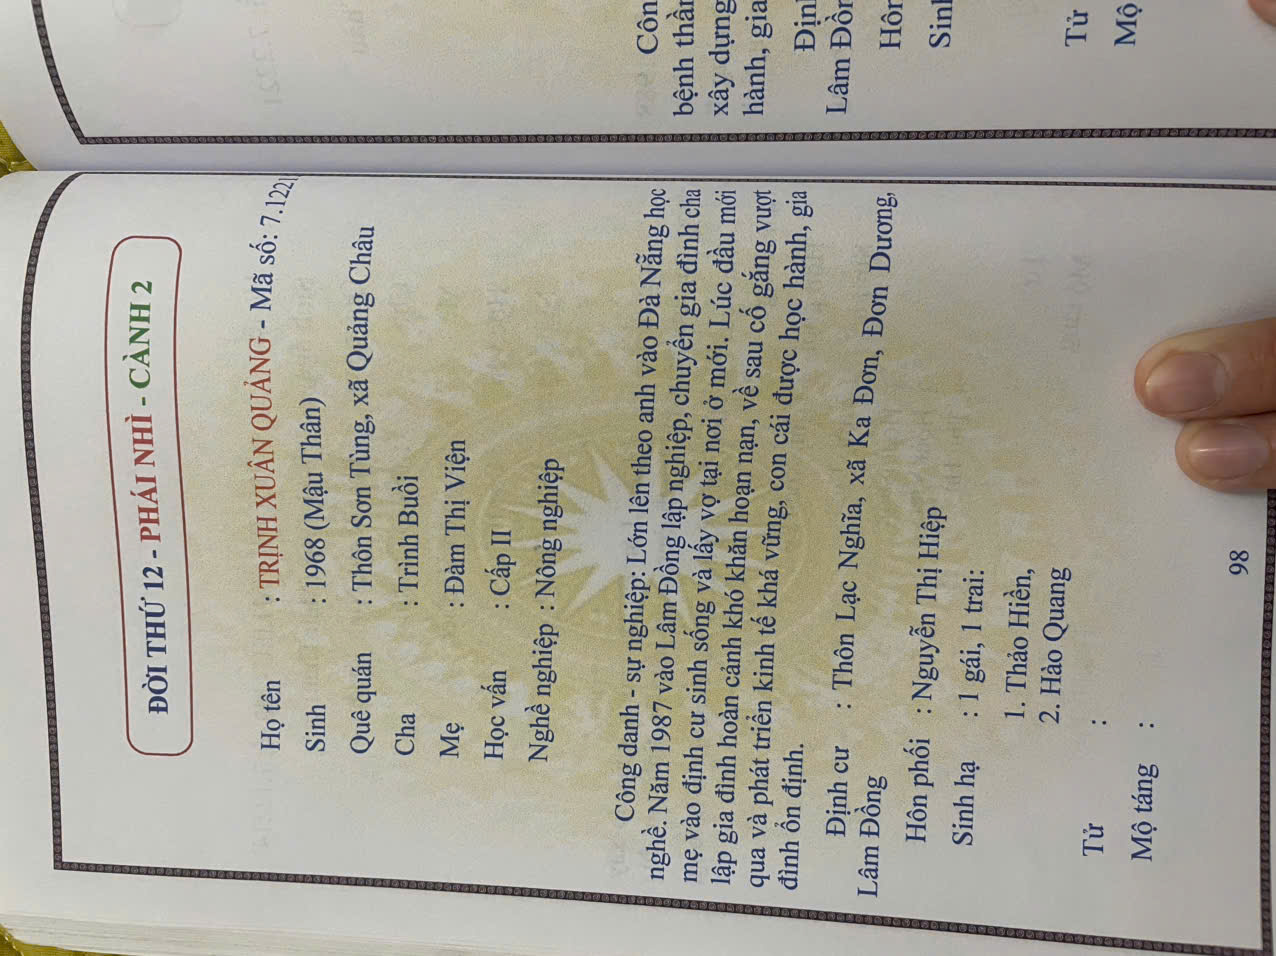 ĐỜI THỨ 12 - PHÁI NHÌ - CÀNH 2
Họ tên : TRỊNH XUÂN QUẢNG - Mã số: 7.1221
Sinh : 1968 (Mậu Thân)
Quê quán : Thôn Sơn Tùng, xã Quảng Châu
Cha : Trình Buồi
Mẹ : Đàm Thị Viện
Học vấn : Cấp II
Nghề nghiệp : Nông nghiệp
Công danh - sự nghiệp: Lớn lên theo anh vào Đà Nẵng học
nghề. Năm 1987 vào Lâm Đồng lập nghiệp, chuyển gia đình cha
mẹ vào định cư sinh sống và lấy vợ tại nơi ở mới. Lúc đầu mới
lập gia đình hoàn cảnh khó khăn hoạn nạn, về sau cố gắng vượt
qua và phát triển kinh tế khá vững, con cái được học hành, gia
đình ổn định.
Định cư : Thôn Lạc Nghĩa, xã Ka Đơn, Đơn Dương,
Lâm Đồng
Hôn phối : Nguyễn Thị Hiệp
Sinh hạ : 1 gái, 1 trai:
1. Thảo Hiền,
2. Hào Quang
Tử :
Mộ táng :
98
Côn
bệnh thần
xây dựng
hành, gia
Địn
Lâm Đồn
Hôn
Sinh
Tử
Mộ